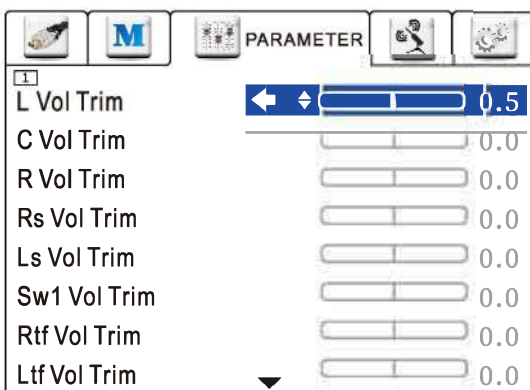 M PARAMETER
1
L Vol Trim 0.5
C Vol Trim 0.0
R Vol Trim 0.0
Rs Vol Trim 0.0
Ls Vol Trim 0.0
Sw1 Vol Trim 0.0
Rtf Vol Trim 0.0
Ltf Vol Trim 0.0